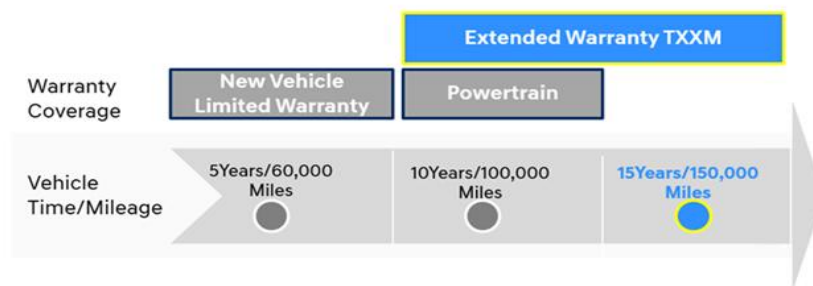 Extended Warranty TXXM
Warranty
Coverage
New Vehicle
Limited Warranty
Powertrain
Vehicle
Time/Mileage
5Years/60,000
Miles
10Years/100,000
Miles
15Years/150,000
Miles